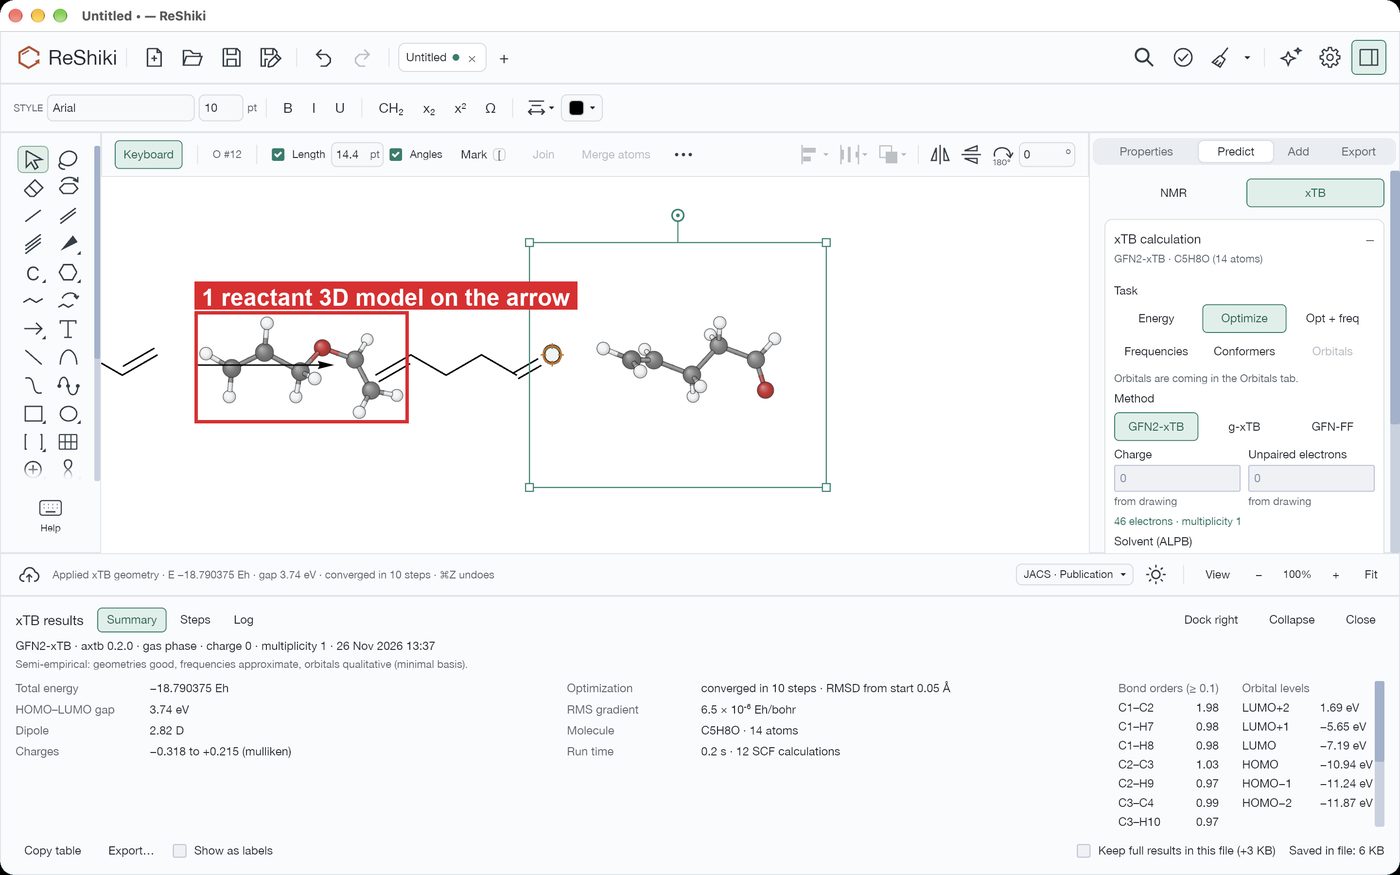 Untitled • — ReShiki
ReShiki
Untitled
STYLE Arial 10 pt B I U CH₂ x₂ x² Ω
Keyboard O #12 Length 14.4 pt Angles Mark [ Join Merge atoms ••• 180° 0 °
Properties Predict Add Export
NMR xTB
xTB calculation
GFN2-xTB · C5H8O (14 atoms)
Task
Energy Optimize Opt + freq
Frequencies Conformers Orbitals
Orbitals are coming in the Orbitals tab.
Method
GFN2-xTB g-xTB GFN-FF
Charge Unpaired electrons
0 0
from drawing from drawing
46 electrons · multiplicity 1
Solvent (ALPB)
C
T
Help
1 reactant 3D model on the arrow
Applied xTB geometry · E −18.790375 Eh · gap 3.74 eV · converged in 10 steps · ⌘Z undoes
JACS · Publication View − 100% + Fit
xTB results Summary Steps Log Dock right Collapse Close
GFN2-xTB · axtb 0.2.0 · gas phase · charge 0 · multiplicity 1 · 26 Nov 2026 13:37
Semi-empirical: geometries good, frequencies approximate, orbitals qualitative (minimal basis).
Total energy −18.790375 Eh
HOMO–LUMO gap 3.74 eV
Dipole 2.82 D
Charges −0.318 to +0.215 (mulliken)
Optimization converged in 10 steps · RMSD from start 0.05 Å
RMS gradient 6.5 × 10⁻⁶ Eh/bohr
Molecule C5H8O · 14 atoms
Run time 0.2 s · 12 SCF calculations
Bond orders (≥ 0.1) Orbital levels
C1–C2 1.98 LUMO+2 1.69 eV
C1–H7 0.98 LUMO+1 −5.65 eV
C1–H8 0.98 LUMO −7.19 eV
C2–C3 1.03 HOMO −10.94 eV
C2–H9 0.97 HOMO−1 −11.24 eV
C3–C4 0.99 HOMO−2 −11.87 eV
C3–H10 0.97
Copy table Export... Show as labels Keep full results in this file (+3 KB) Saved in file: 6 KB